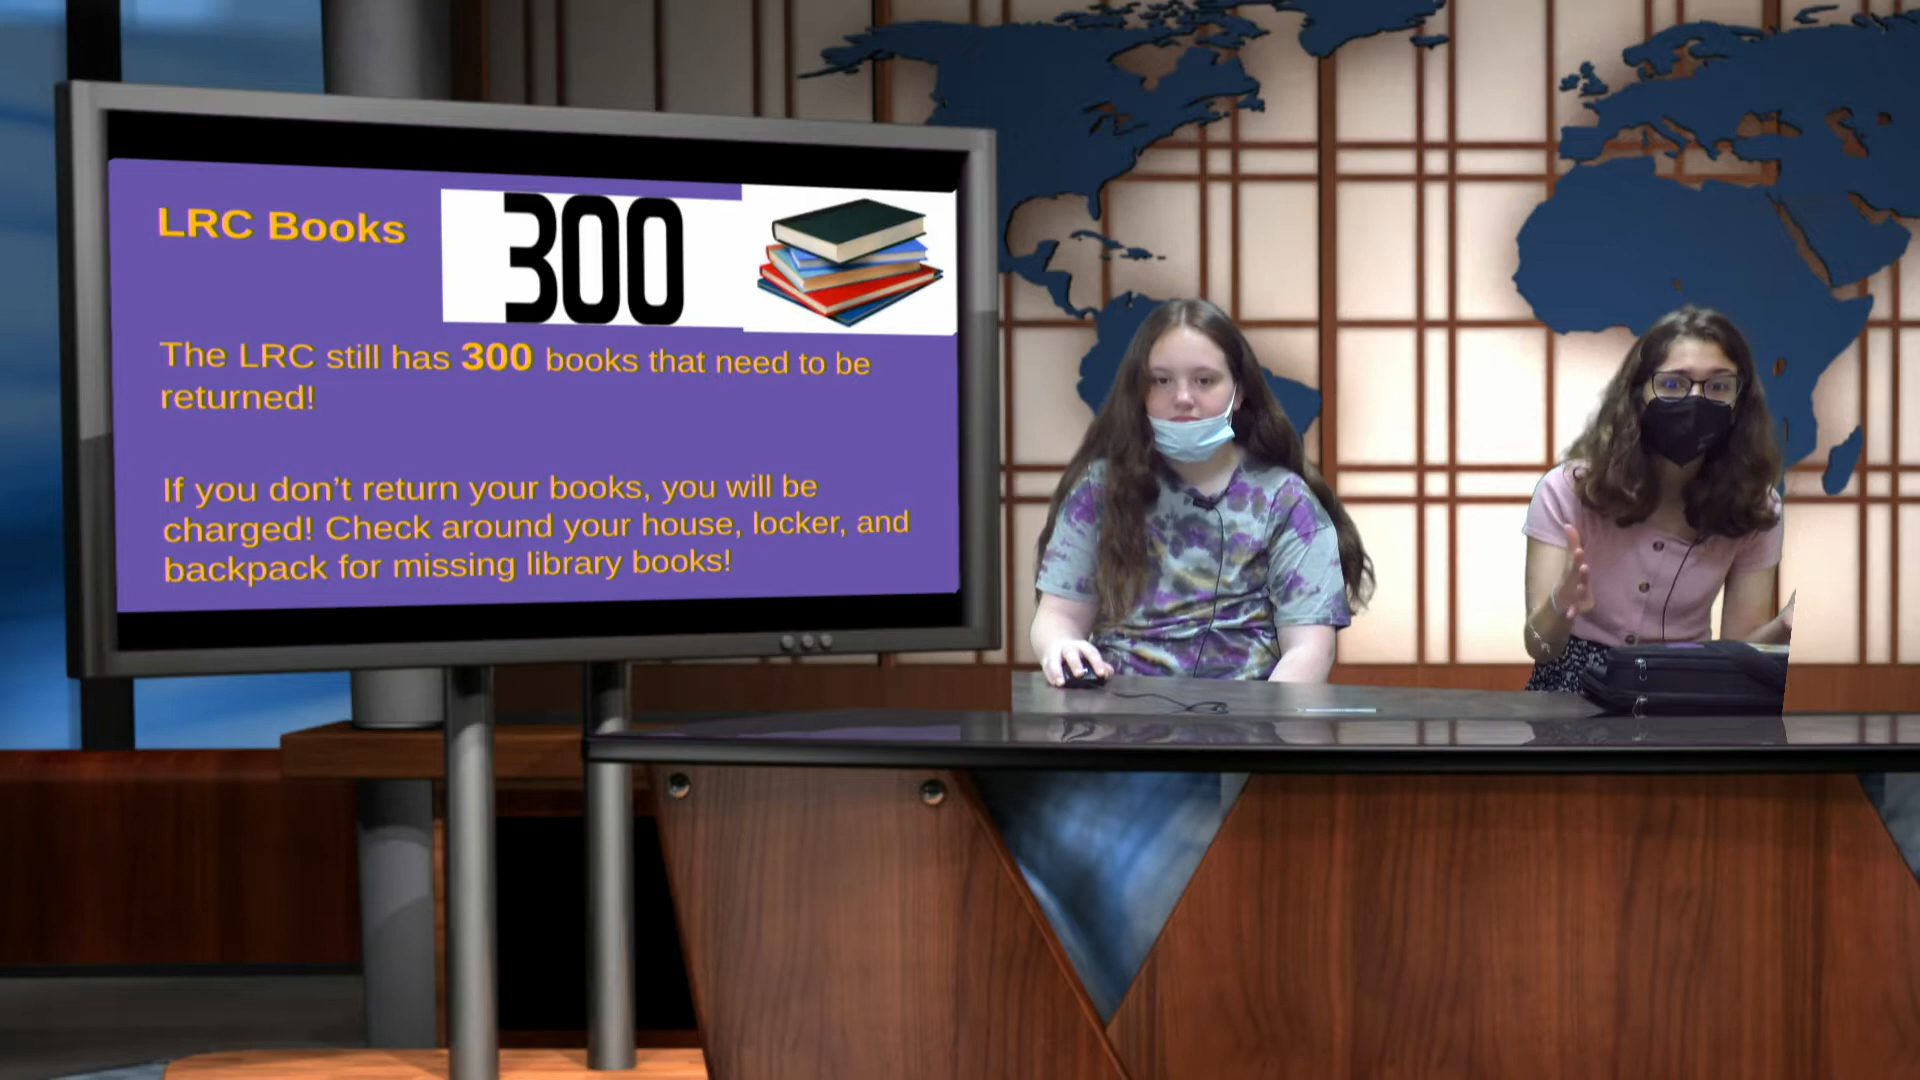 LRC Books
300
The LRC still has 300 books that need to be
returned!
If you don’t return your books, you will be
charged! Check around your house, locker, and
backpack for missing library books!